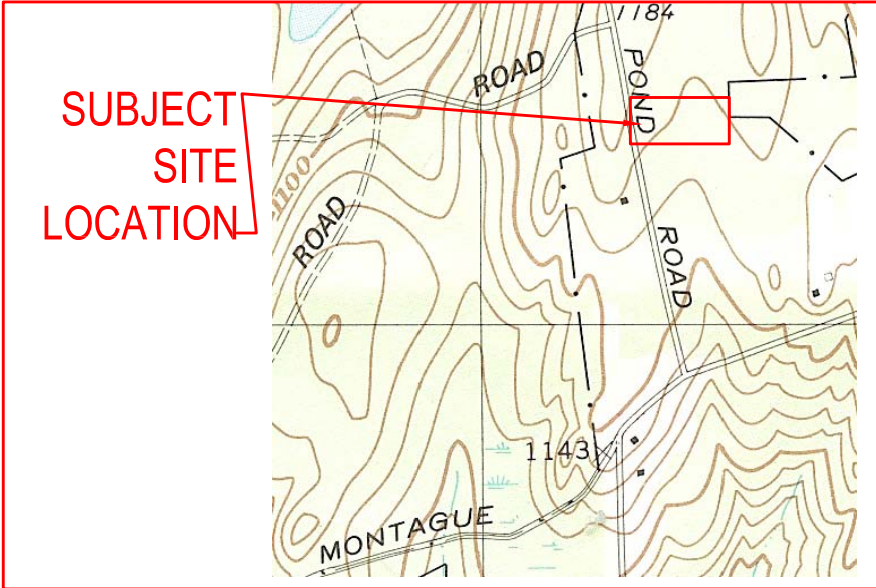 SUBJECT
SITE
LOCATION
1184
ROAD
POND
1100
ROAD
ROAD
1143
MONTAGUE